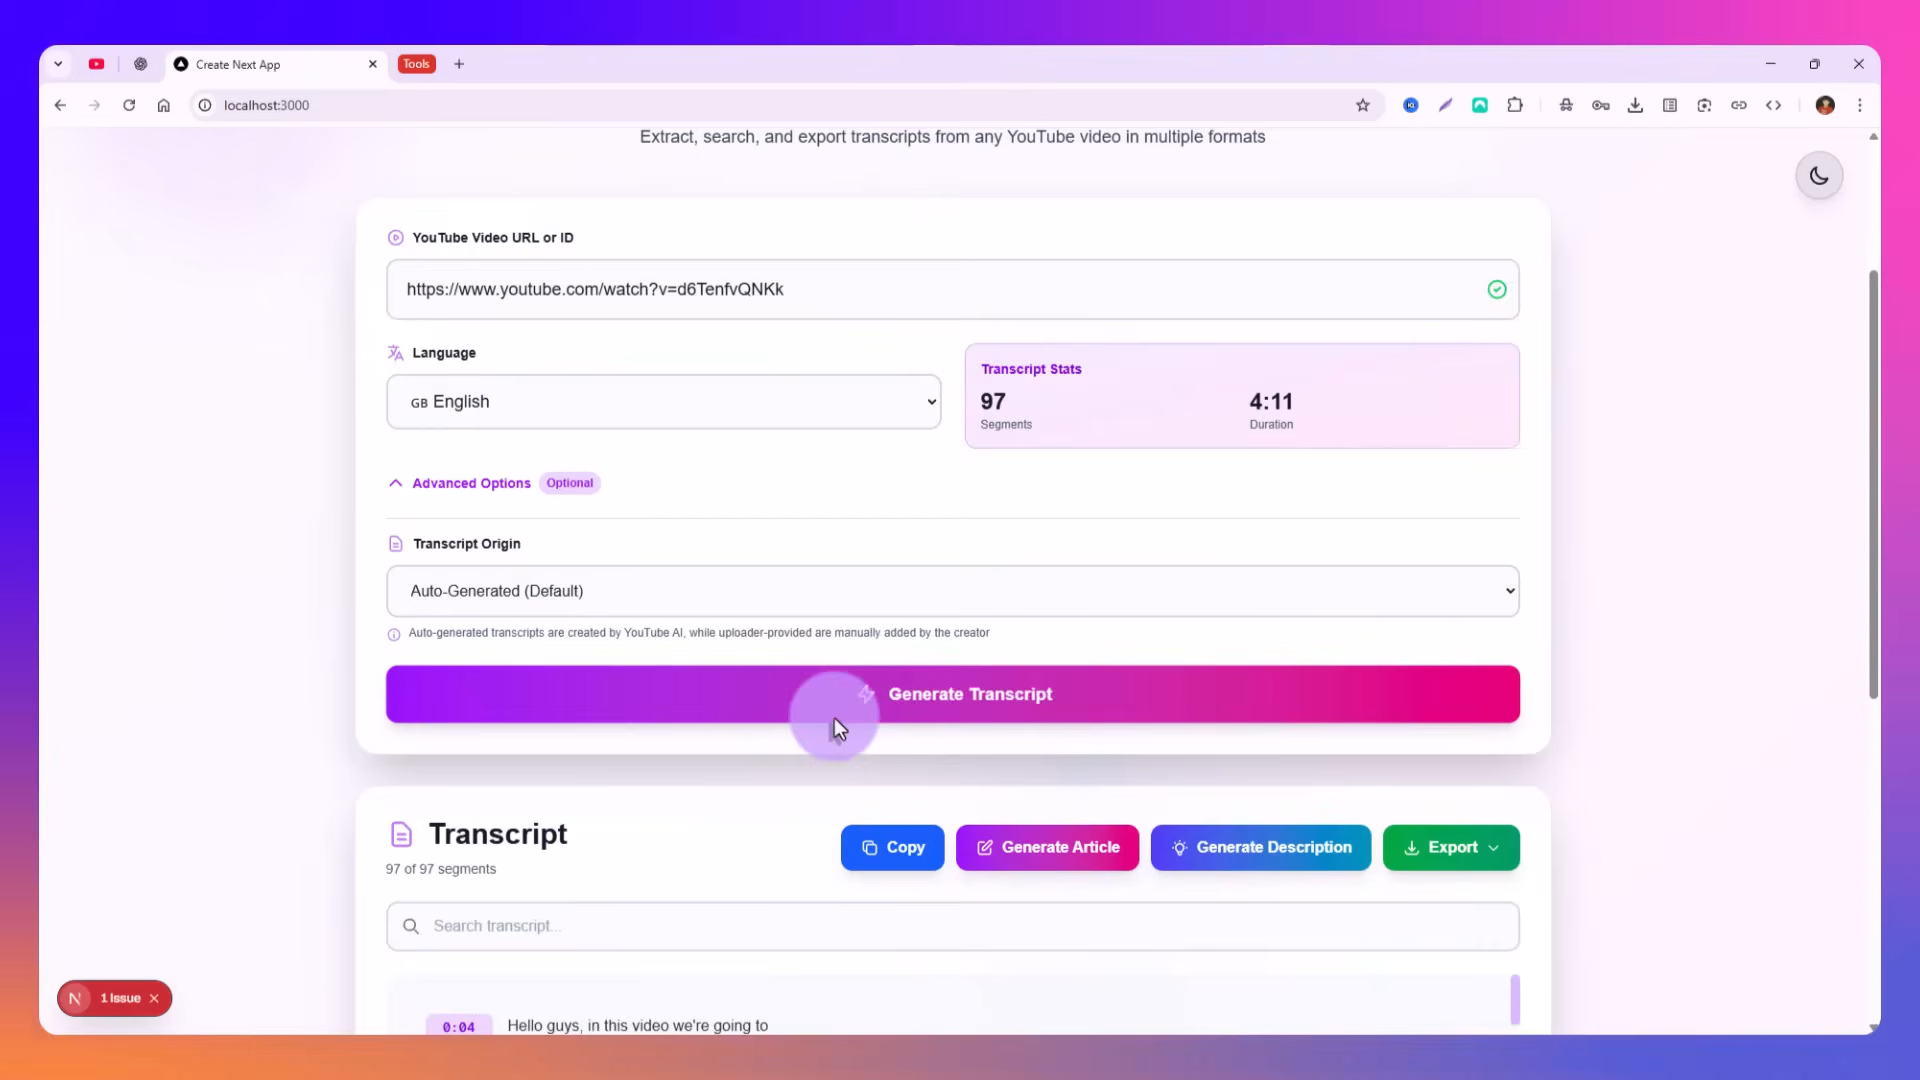 Create Next App
Tools
localhost:3000
Extract, search, and export transcripts from any YouTube video in multiple formats
YouTube Video URL or ID
https://www.youtube.com/watch?v=d6TenfvQNKk
Language
GB English
Transcript Stats
97
4:11
Segments
Duration
Advanced Options
Optional
Transcript Origin
Auto-Generated (Default)
Auto-generated transcripts are created by YouTube AI, while uploader-provided are manually added by the creator
Generate Transcript
Transcript
Copy
Generate Article
Generate Description
Export
97 of 97 segments
Search transcript...
N
1 Issue
0:04
Hello guys, in this video we're going to